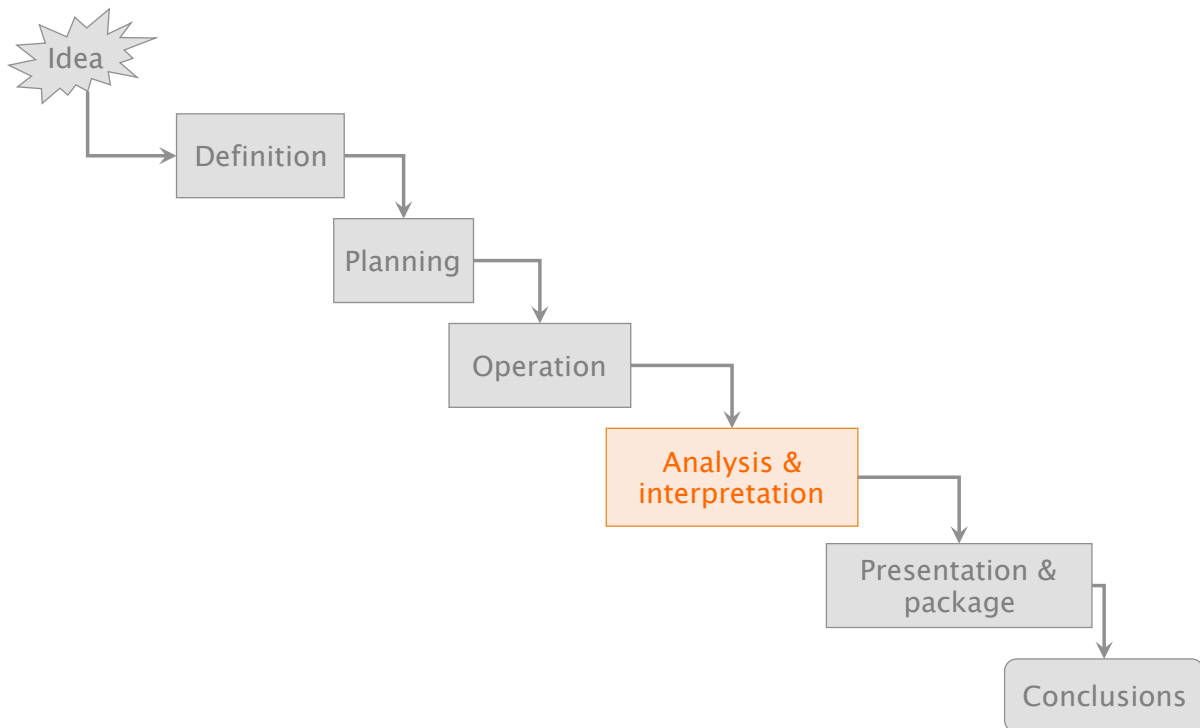 Idea
Definition
Planning
Operation
Analysis &
interpretation
Presentation &
package
Conclusions